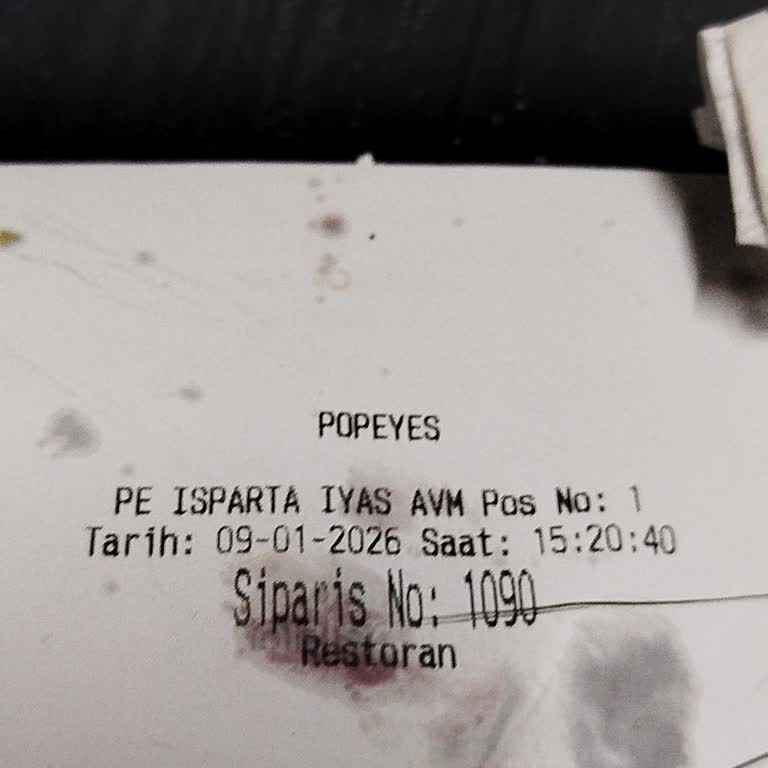 POPEYES
PE ISPARTA IYAS AVM Pos No: 1
Tarih: 09-01-2026 Saat: 15:20:40
Siparis No: 1090
Restoran